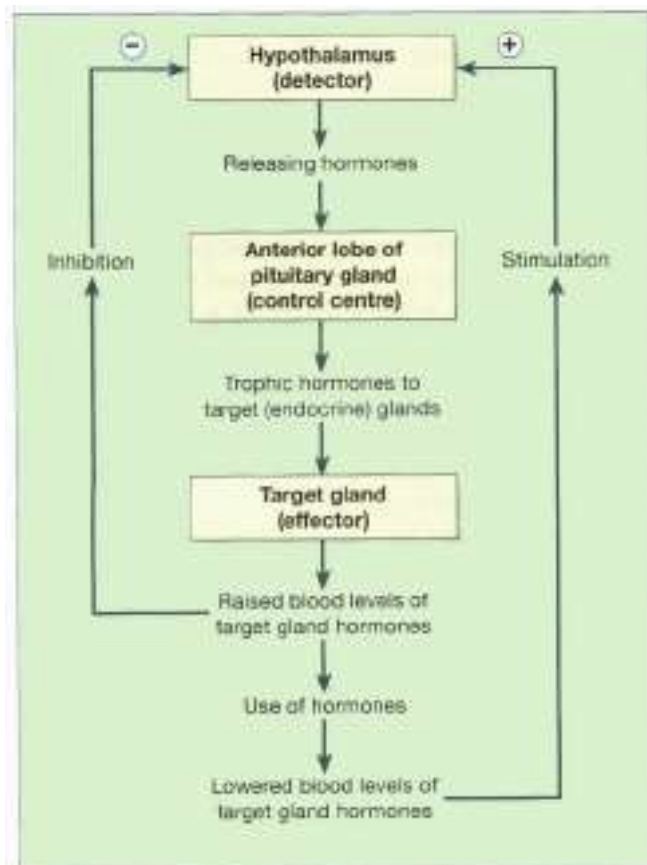 −
+
Hypothalamus
(detector)
Releasing hormones
Inhibition
Anterior lobe of
pituitary gland
(control centre)
Stimulation
Trophic hormones to
target (endocrine) glands
Target gland
(effector)
Raised blood levels of
target gland hormones
Use of hormones
Lowered blood levels of
target gland hormones